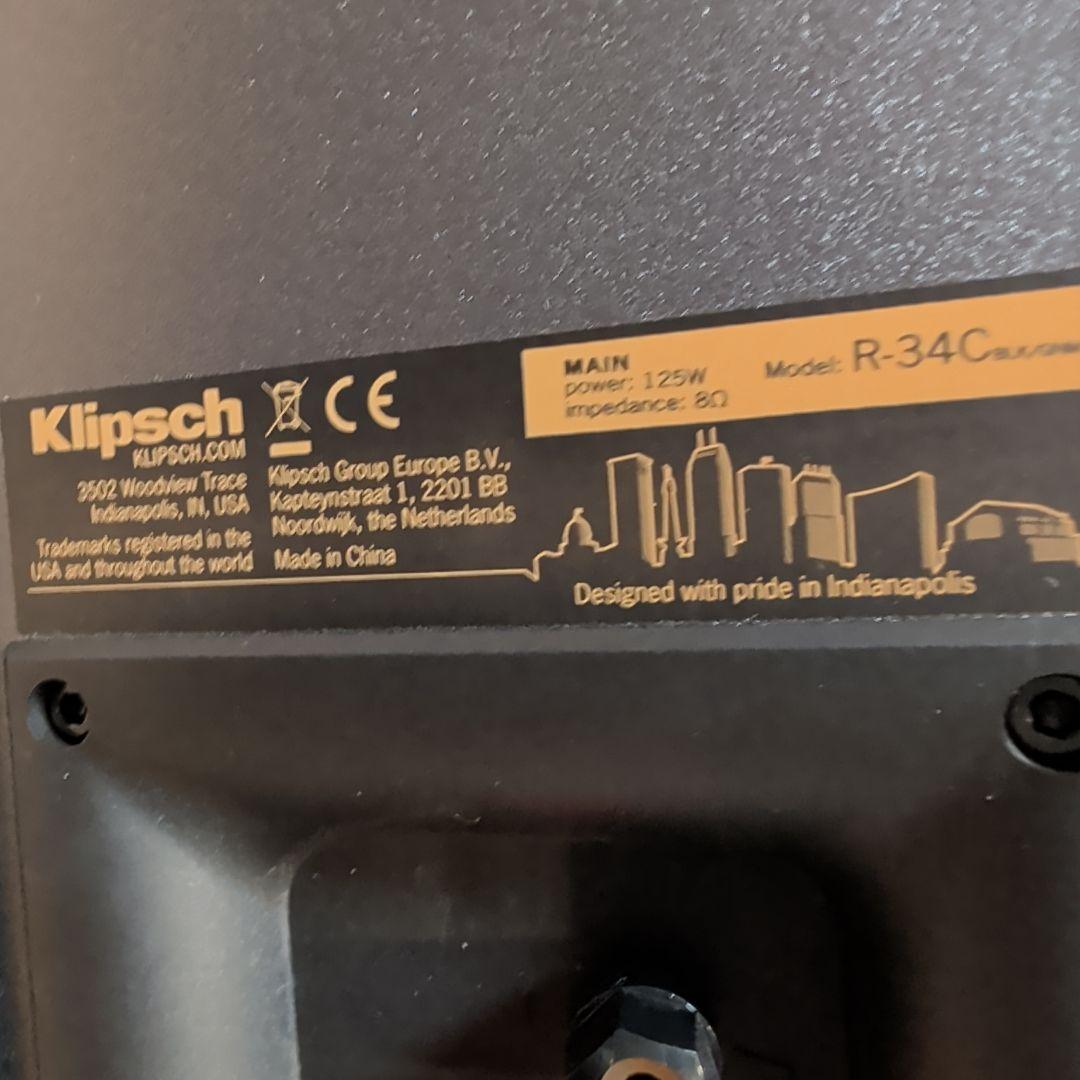 Klipsch
KLIPSCH.COM
3502 Woodview Trace
Indianapolis, IN, USA
Trademarks registered in the
USA and throughout the world
CE
Klipsch Group Europe B.V.,
Kapteynstraat 1, 2201 BB
Noordwijk, the Netherlands
Made in China
MAIN
power: 125W
impedance: 8Ω
Model: R-34C
Designed with pride in Indianapolis